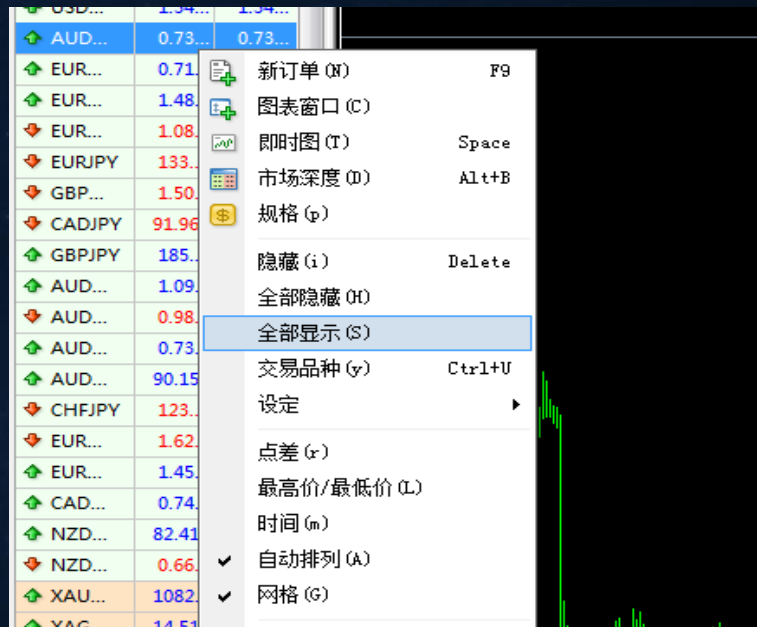 AUD... 0.73... 0.73...
EUR... 0.71.
EUR... 1.48.
EUR... 1.08.
EURJPY 133..
GBP... 1.50.
CADJPY 91.96
GBPJPY 185..
AUD... 1.09.
AUD... 0.98.
AUD... 0.73.
AUD... 90.15
CHFJPY 123..
EUR... 1.62.
EUR... 1.45.
CAD... 0.74.
NZD... 82.41
NZD... 0.66.
XAU... 1082.
XAG 14.51
新订单(N) F9
图表窗口(C)
即时图(T) Space
市场深度(D) Alt+B
规格(p)
隐藏(i) Delete
全部隐藏(H)
全部显示(S)
交易品种(y) Ctrl+U
设定
点差(r)
最高价/最低价(L)
时间(m)
自动排列(A)
网格(G)